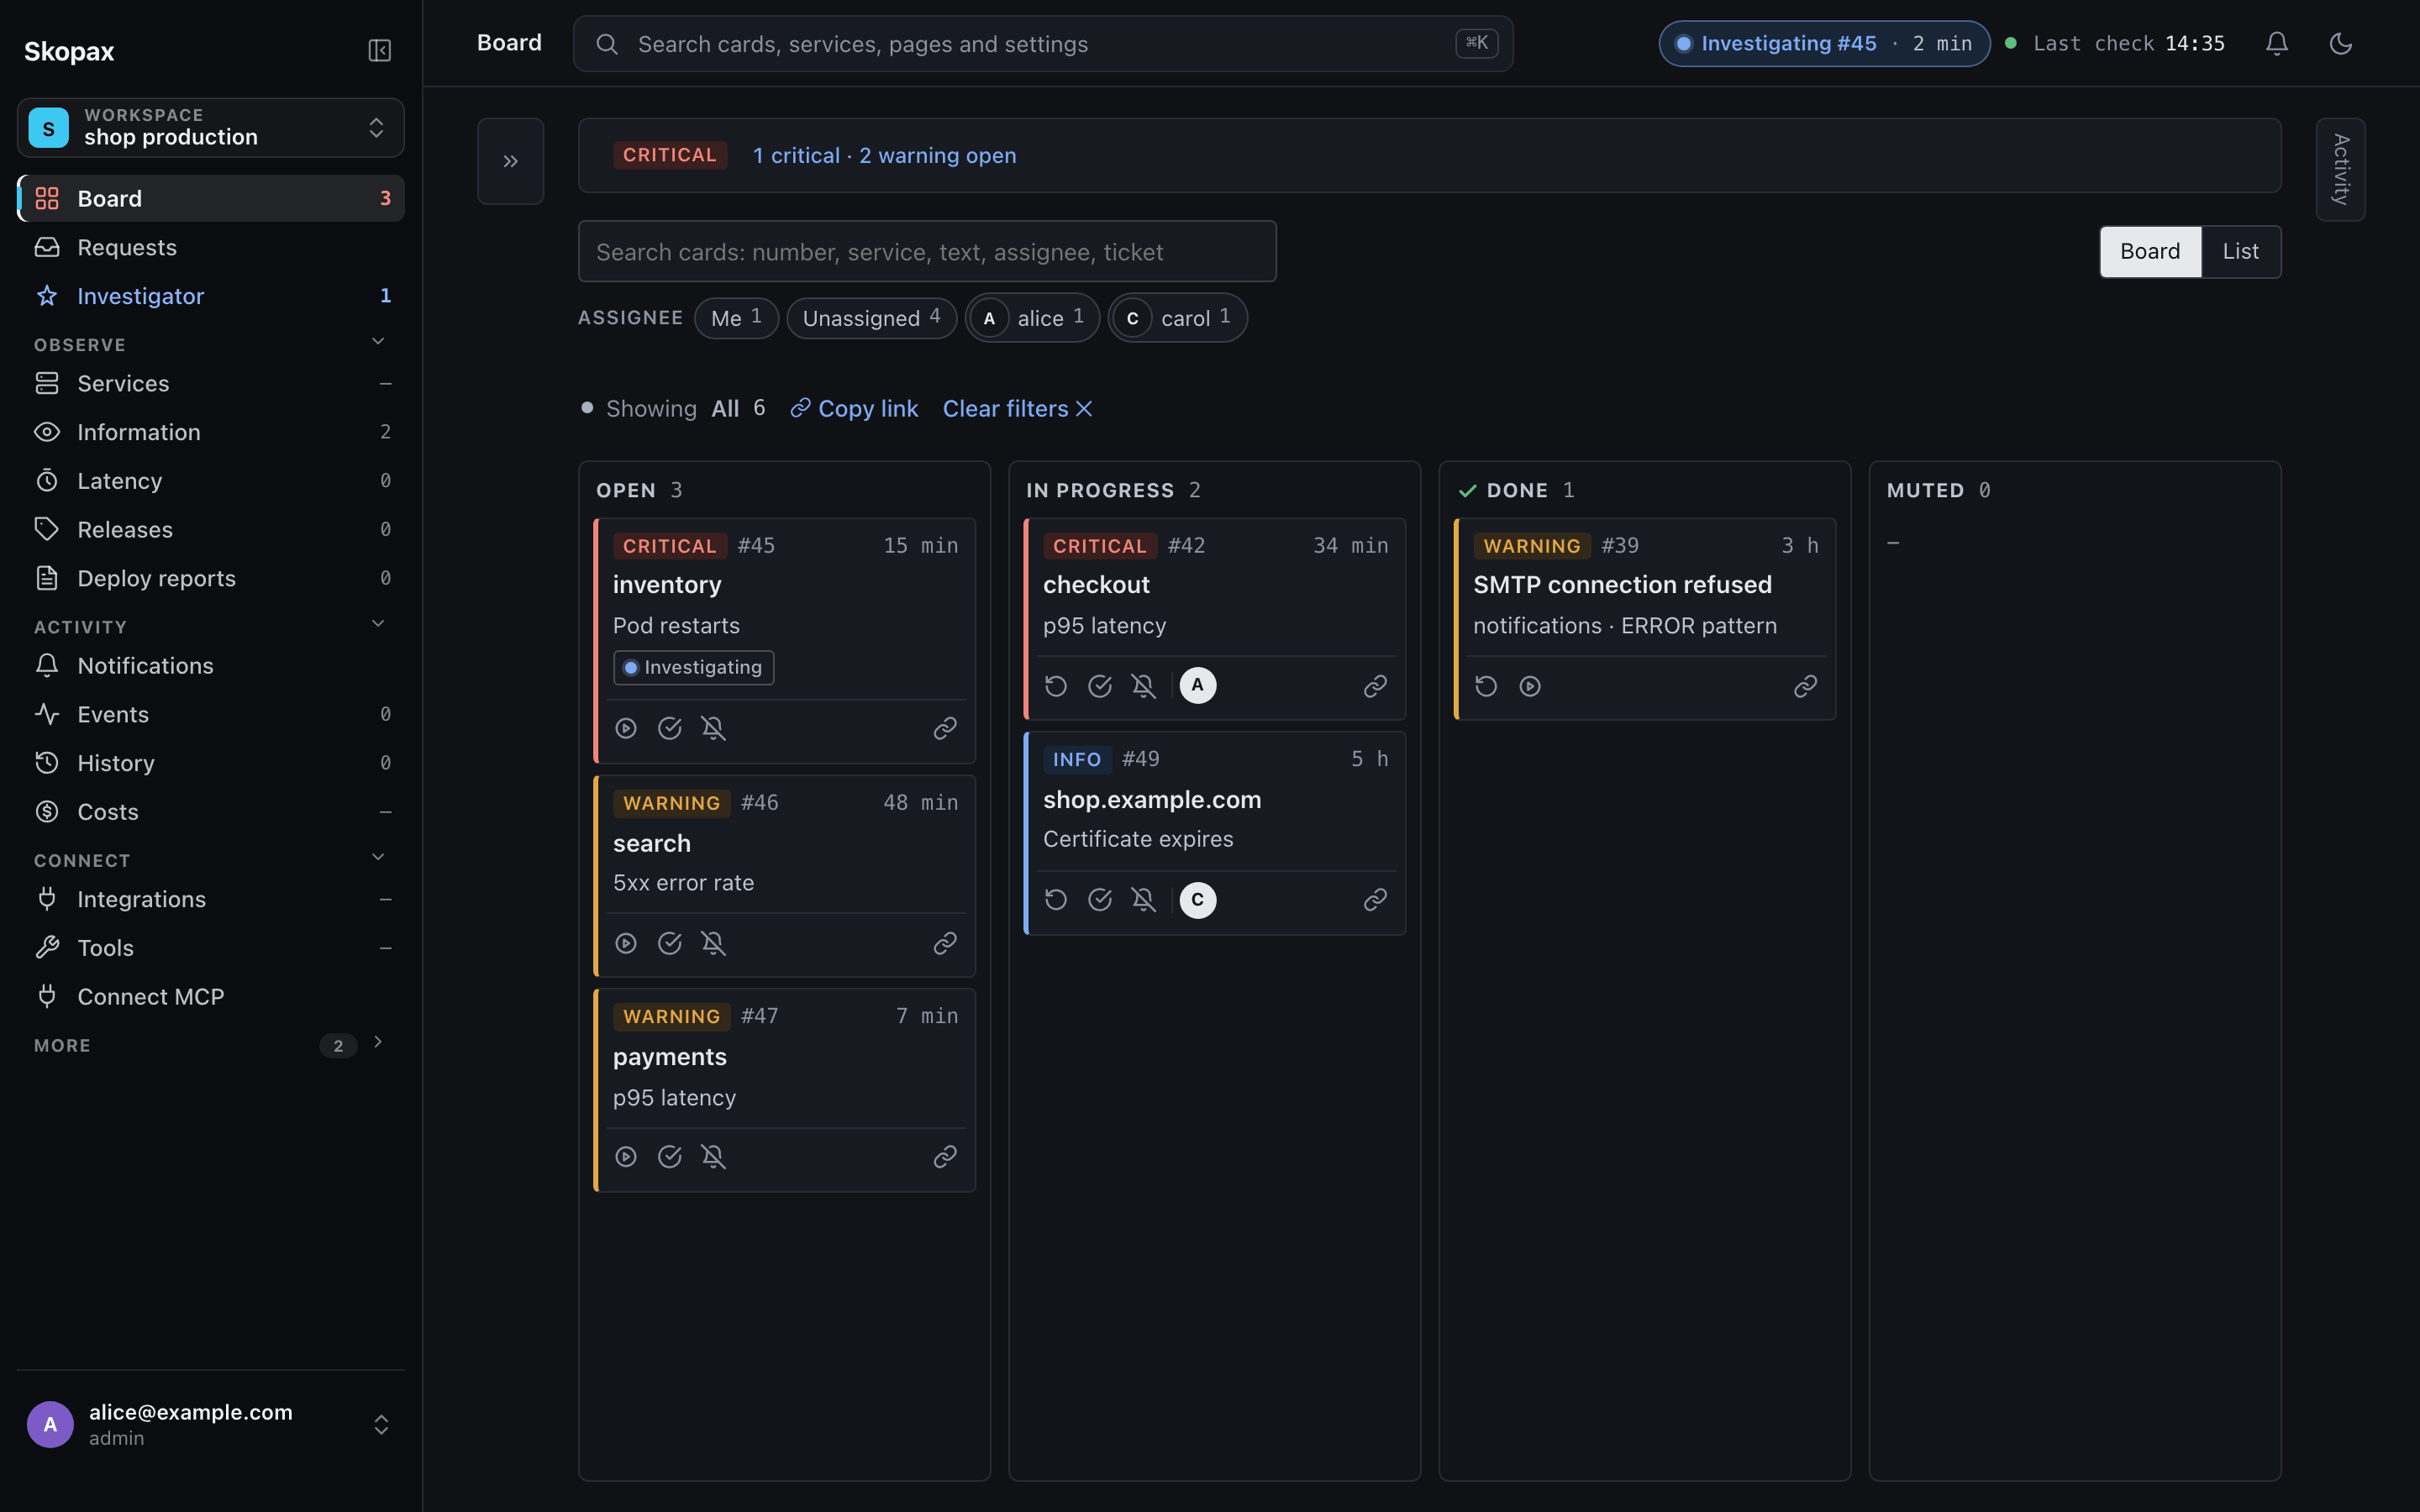 Skopax
WORKSPACE
S shop production
Board 3
Requests
Investigator 1
OBSERVE
Services –
Information 2
Latency 0
Releases 0
Deploy reports 0
ACTIVITY
Notifications
Events 0
History 0
Costs –
CONNECT
Integrations –
Tools –
Connect MCP
MORE 2
A alice@example.com
admin
Board
Search cards, services, pages and settings ⌘K
Investigating #45 · 2 min
Last check 14:35
CRITICAL 1 critical · 2 warning open
Activity
Search cards: number, service, text, assignee, ticket
Board List
ASSIGNEE Me 1 Unassigned 4 A alice 1 C carol 1
Showing All 6 Copy link Clear filters
OPEN 3
CRITICAL #45 15 min
inventory
Pod restarts
Investigating
WARNING #46 48 min
search
5xx error rate
WARNING #47 7 min
payments
p95 latency
IN PROGRESS 2
CRITICAL #42 34 min
checkout
p95 latency
A
INFO #49 5 h
shop.example.com
Certificate expires
C
DONE 1
WARNING #39 3 h
SMTP connection refused
notifications · ERROR pattern
MUTED 0
–